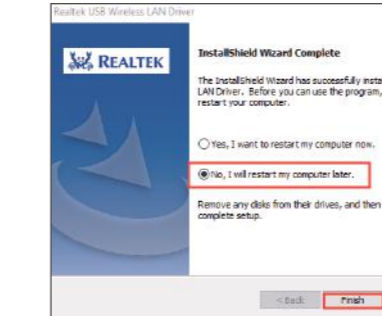 Realtek USB Wireless LAN Driver
REALTEK
InstallShield Wizard Complete
The InstallShield Wizard has successfully insta
LAN Driver. Before you can use the program,
restart your computer.
Yes, I want to restart my computer now.
No, I will restart my computer later.
Remove any disks from their drives, and then
complete setup.
< Back
Finish